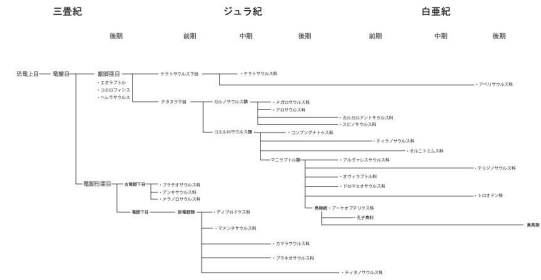 三畳紀 ジュラ紀 白亜紀
後期 前期 中期 後期 前期 中期 後期
恐竜上目 竜盤目 獣脚亜目 ケラトサウルス下目 ・ケラトサウルス科
・エオラプトル ・アベリサウルス科
・コエロフィシス
・ヘレラサウルス
テタヌラ下目 カルノサウルス類 ・メガロサウルス科
・アロサウルス科
・カルカロドントサウルス科
・スピノサウルス科
コエルロサウルス類 ・コンプソグナトゥス科
・ティラノサウルス科
・オルニトミムス科
マニラプトル類 ・アルヴァレスサウルス科
・テリジノサウルス科
・オヴィラプトル科
・ドロマエオサウルス科
・トロオドン科
鳥翼類 ・アーケオプテリクス科
・孔子鳥科
真鳥類
竜脚形亜目 古竜脚下目 ・プラテオサウルス科
・アンキサウルス科
・メラノロサウルス科
竜脚下目 新竜脚類 ・ディプロドクス科
・マメンチサウルス科
・カマラサウルス科
・ブラキオサウルス科
・ティタノサウルス科